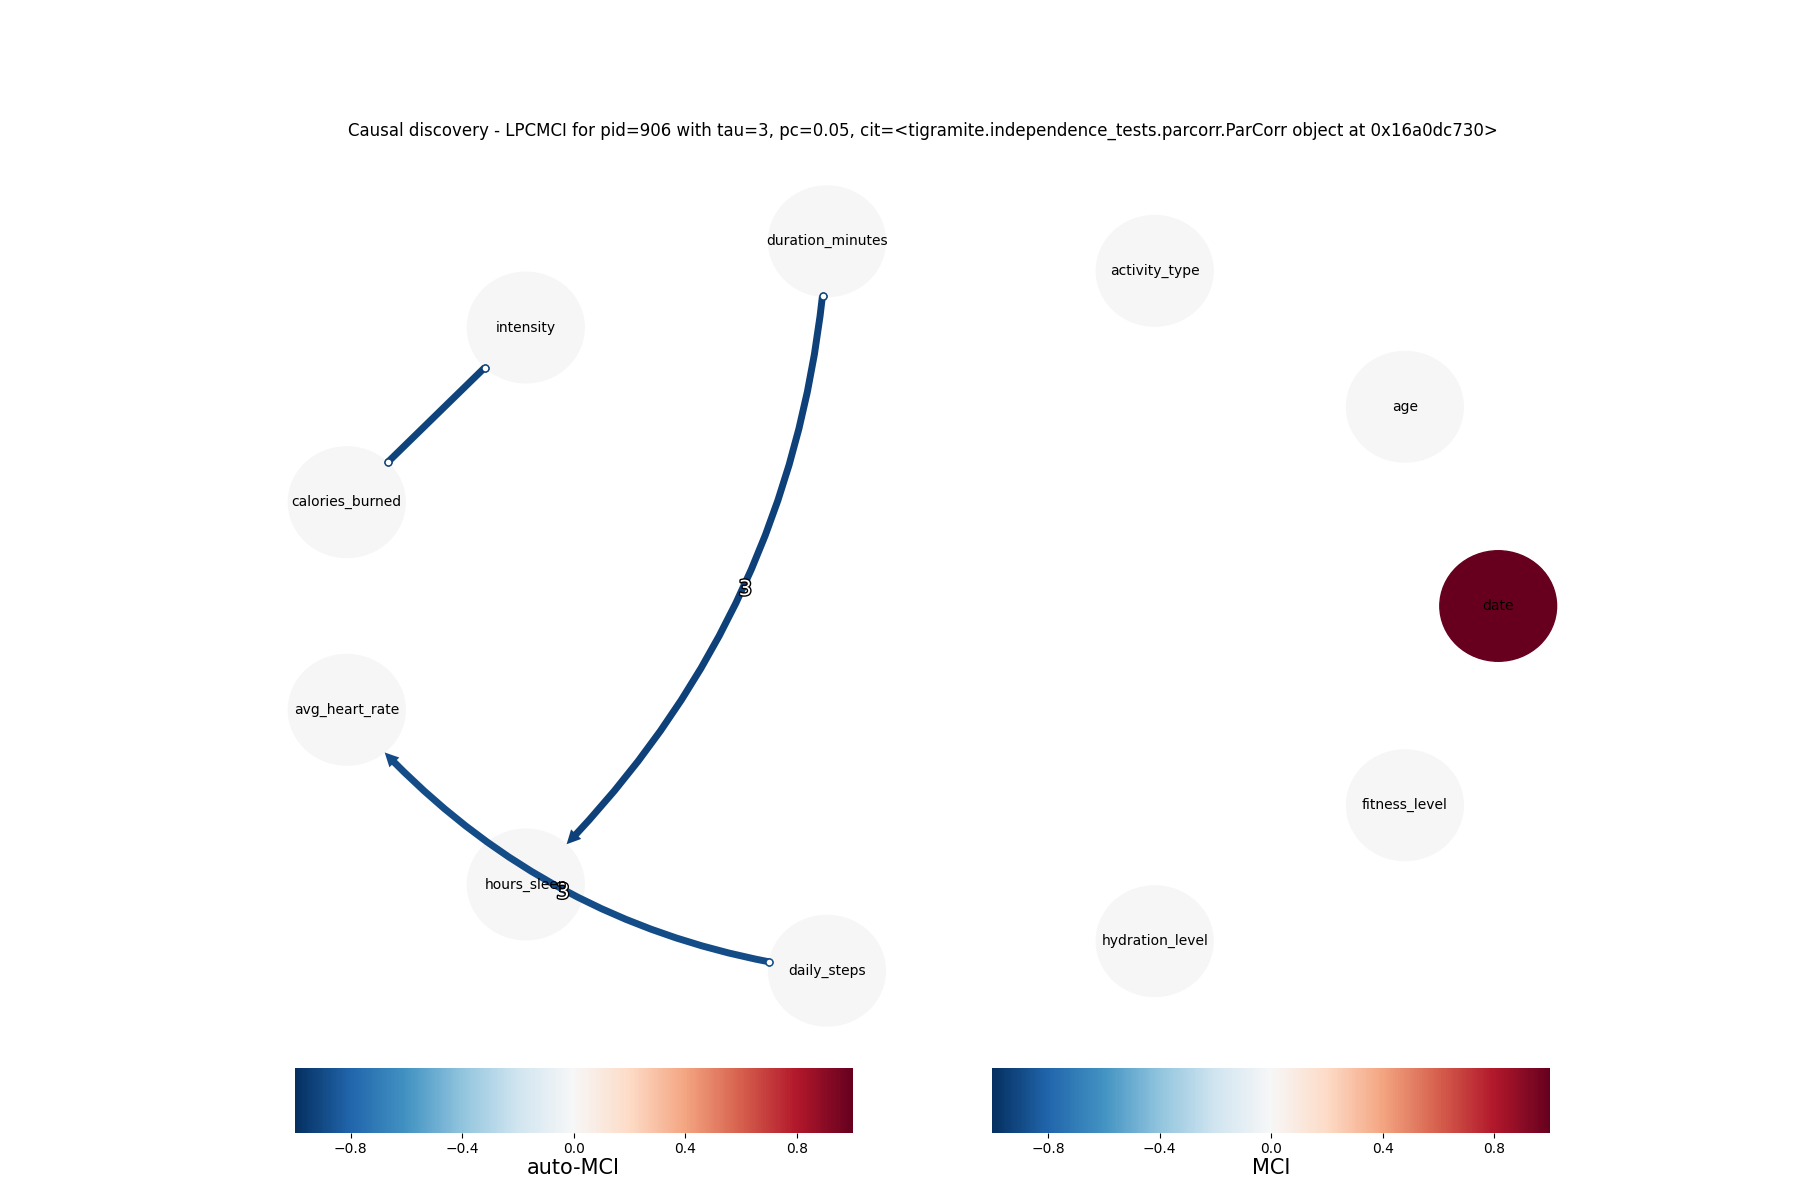 Causal discovery - LPCMCI for pid=906 with tau=3, pc=0.05, cit=<tigramite.independence_tests.parcorr.ParCorr object at 0x16a0dc730>
duration_minutes
activity_type
intensity
age
calories_burned
3
date
avg_heart_rate
fitness_level
hours_sleep
3
hydration_level
daily_steps
−0.8 −0.4 0.0 0.4 0.8
auto-MCI
−0.8 −0.4 0.0 0.4 0.8
MCI